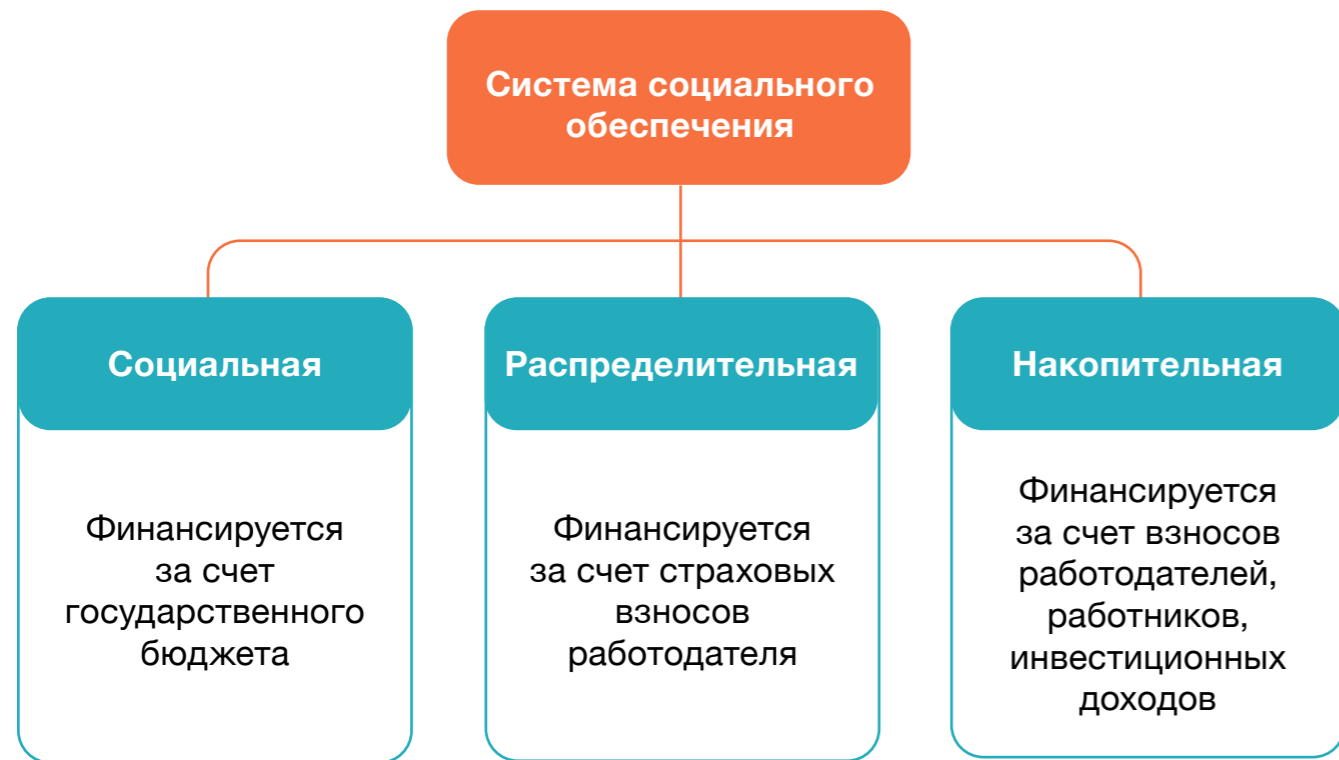 Система социального
обеспечения
Социальная
Финансируется
за счет
государственного
бюджета
Распределительная
Финансируется
за счет страховых
взносов
работодателя
Накопительная
Финансируется
за счет взносов
работодателей,
работников,
инвестиционных
доходов